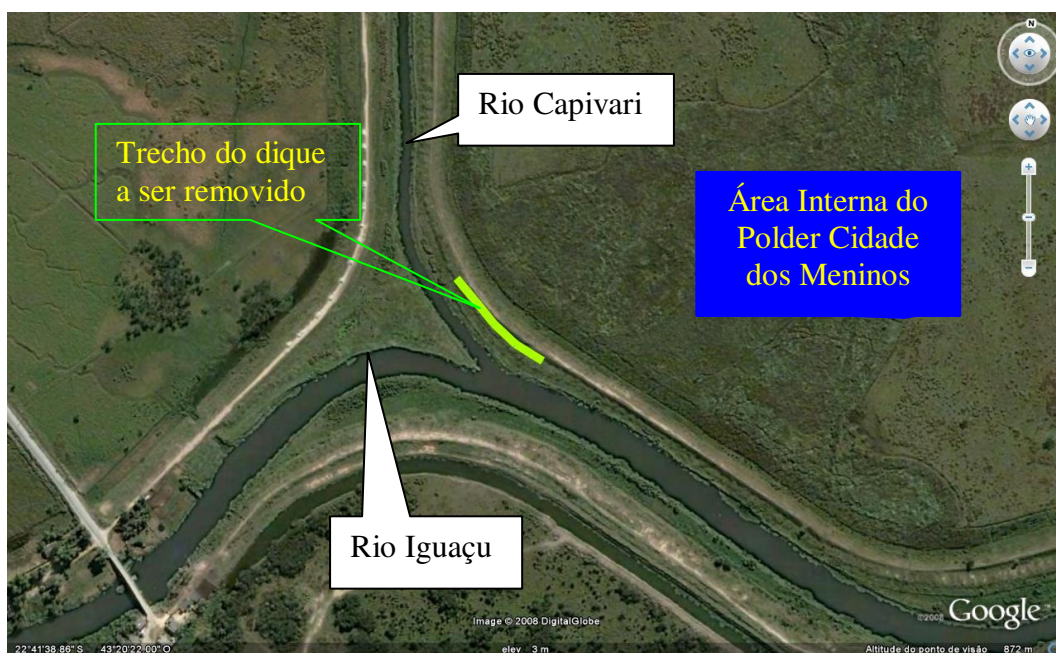 N
Rio Capivari
Trecho do dique
a ser removido
Área Interna do
Polder Cidade
dos Meninos
Rio Iguaçu
Image © 2008 DigitalGlobe
©2008 Google
22°41'38.86" S 43°20'22.00" O
elev 3 m
Altitude do ponto de visão 872 m